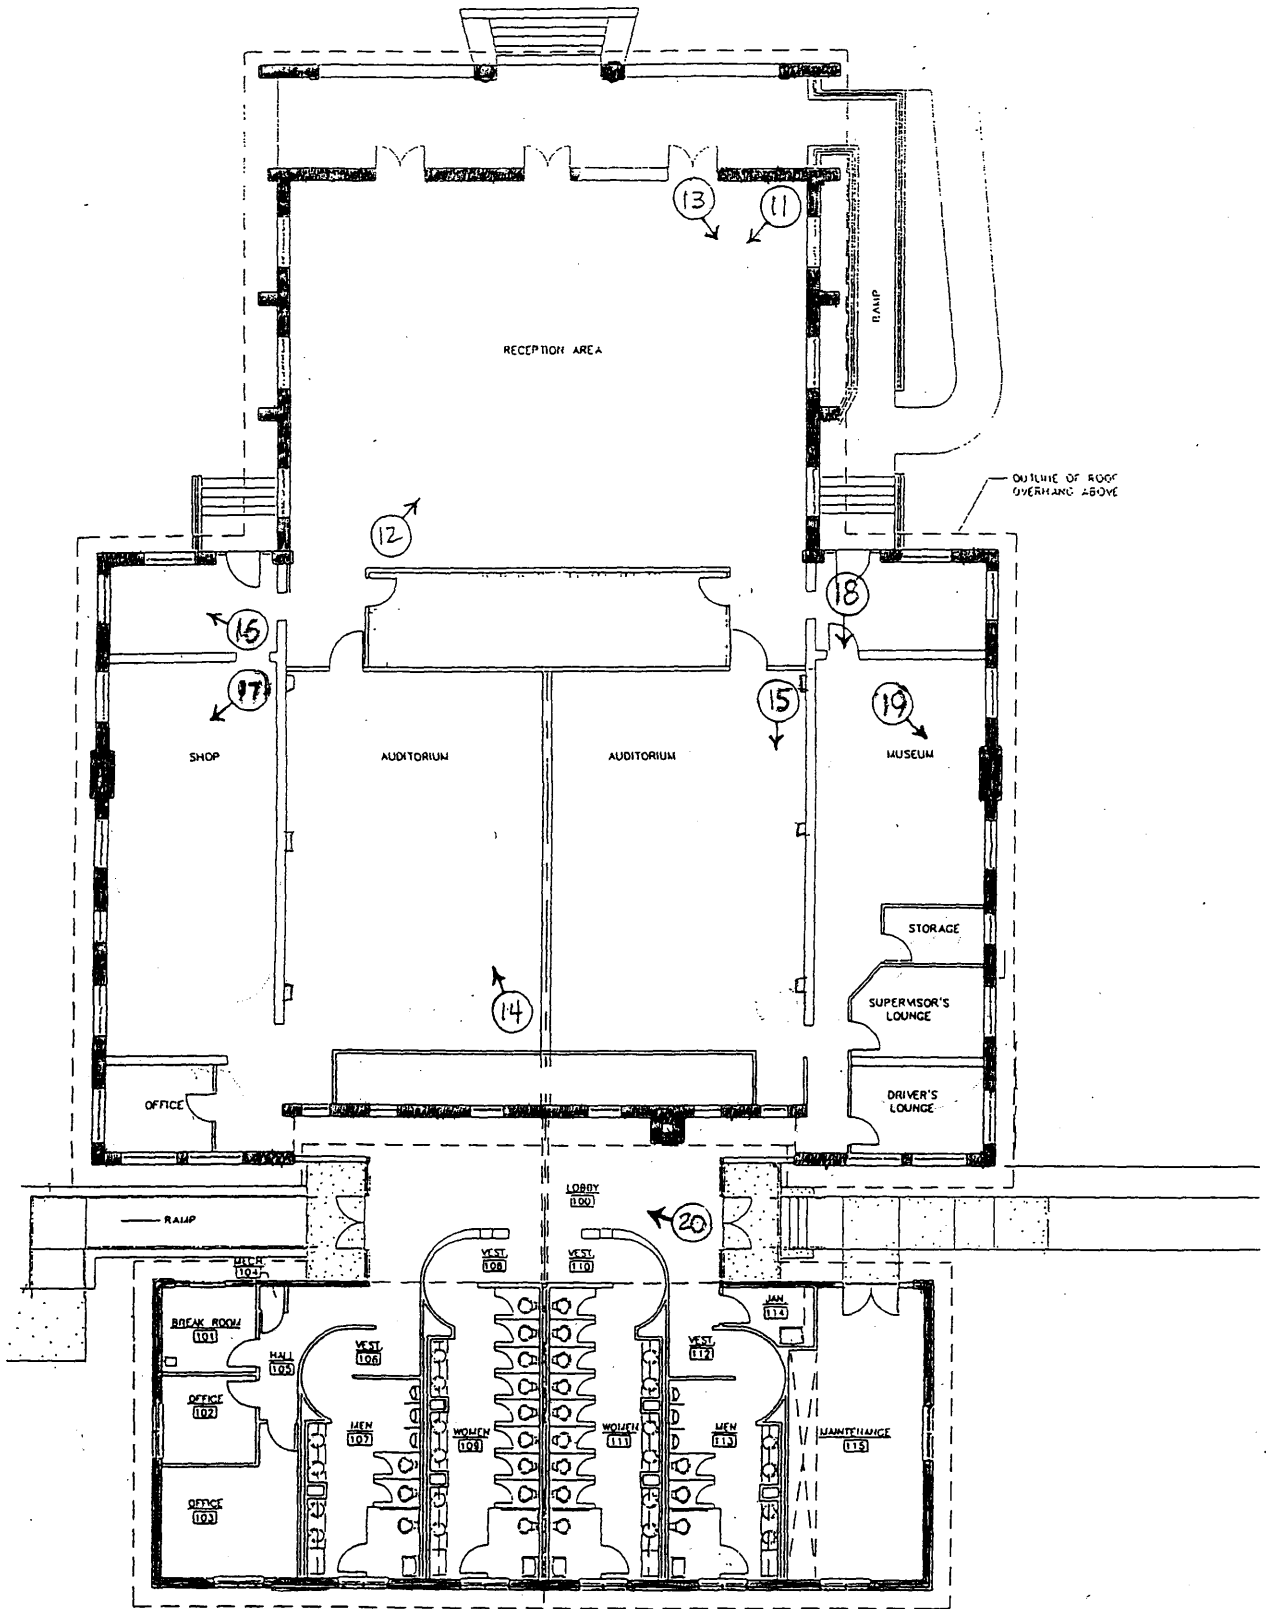 13
11
RAMP
RECEPTION AREA
OUTLINE OF ROOF
OVERHANG ABOVE
12
18
16
17
15
19
SHOP
AUDITORIUM
AUDITORIUM
MUSEUM
STORAGE
14
SUPERVISOR'S
LOUNGE
OFFICE
DRIVER'S
LOUNGE
LOBBY
100
RAMP
20
VEST.
108
VEST.
110
MECH.
104
JAN
114
BREAK ROOM
101
HALL
105
VEST.
106
VEST.
112
OFFICE
102
MEN
107
WOMEN
109
WOMEN
111
MEN
113
MAINTENANCE
115
OFFICE
103